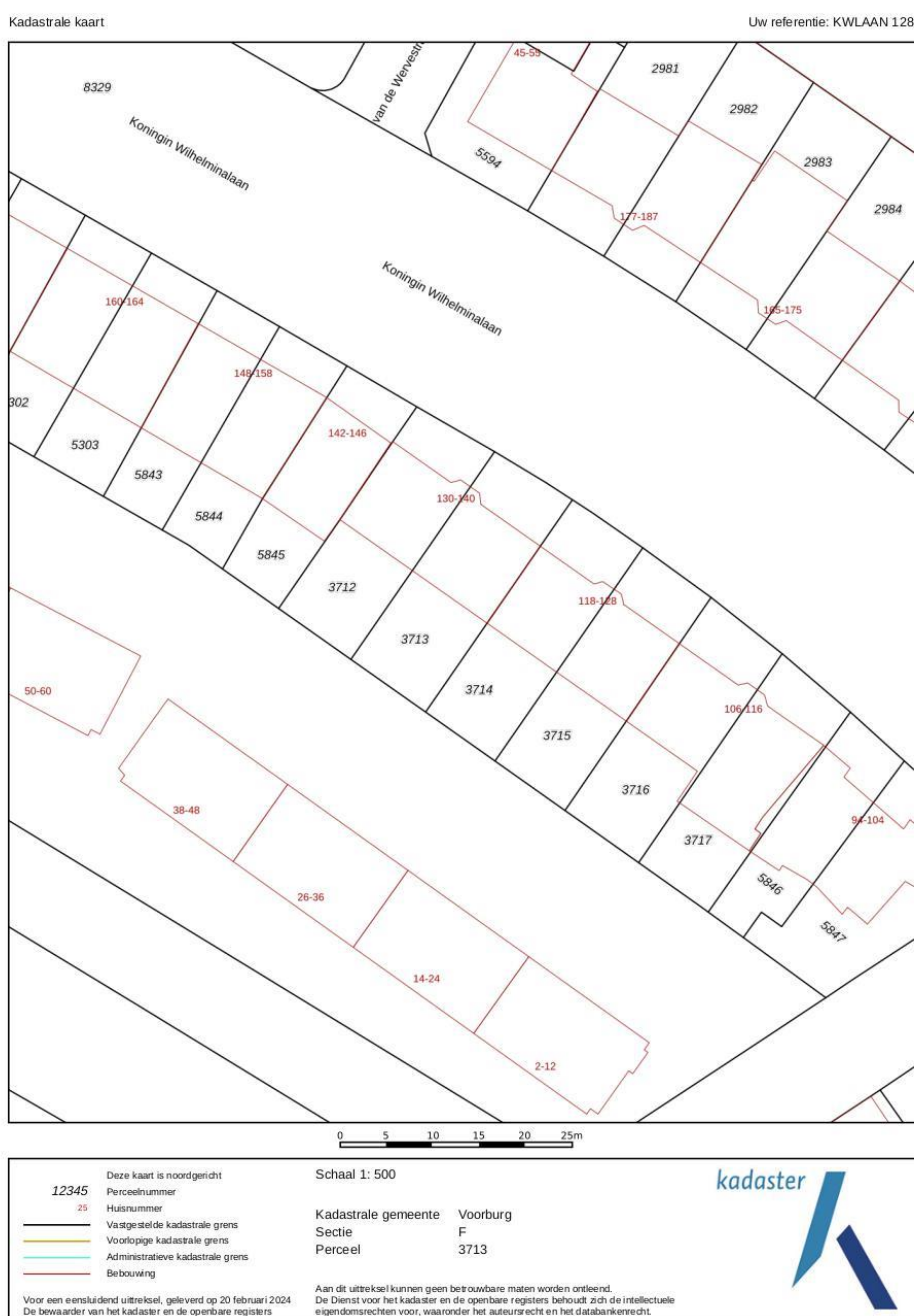 Kadastrale kaart
Uw referentie: KWLAAN 128
45-55
2981
8329
van de Wervestr
2982
Koningin Wilhelminalaan
5594
2983
2984
177-187
Koningin Wilhelminalaan
160-164
165-175
148-158
302
142-146
5303
5843
130-140
5844
5845
3712
118-128
3713
3714
50-60
106-116
3715
3716
38-48
94-104
3717
5846
26-36
5847
14-24
2-12
0 5 10 15 20 25m
Deze kaart is noordgericht
12345 Perceelnummer
25 Huisnummer
Vastgestelde kadastrale grens
Voorlopige kadastrale grens
Administratieve kadastrale grens
Bebouwing
Voor een eensluidend uittreksel, geleverd op 20 februari 2024
De bewaarder van het kadaster en de openbare registers
Schaal 1: 500
Kadastrale gemeente Voorburg
Sectie F
Perceel 3713
Aan dit uittreksel kunnen geen betrouwbare maten worden ontleend.
De Dienst voor het kadaster en de openbare registers behoudt zich de intellectuele
eigendomsrechten voor, waaronder het auteursrecht en het databankenrecht.
kadaster